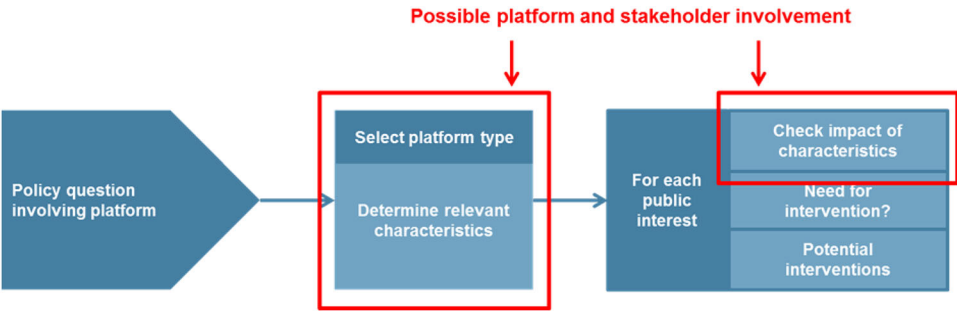 Possible platform and stakeholder involvement
Policy question
involving platform
Select platform type
Determine relevant
characteristics
For each
public
interest
Check impact of
characteristics
Need for
intervention?
Potential
interventions